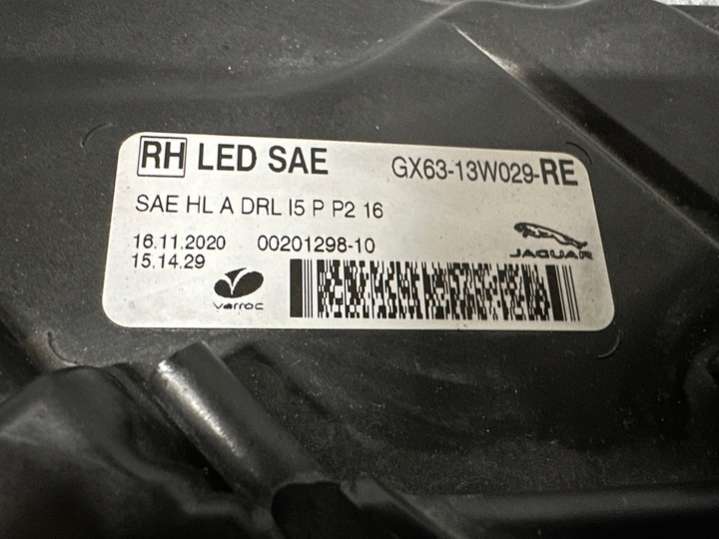 RH LED SAE GX63-13W029-RE
SAE HL A DRL I5 P P2 16
16.11.2020 00201298-10
15.14.29
varroc
JAGUAR